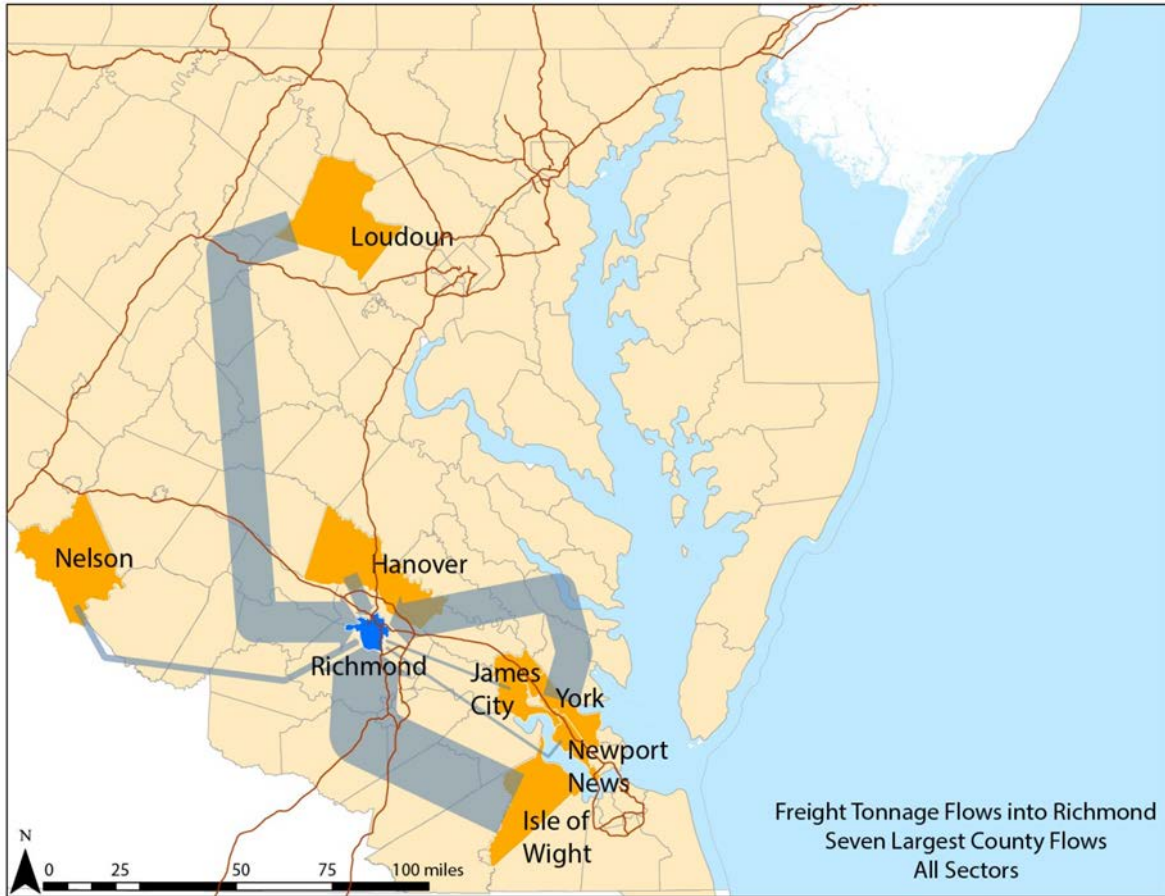 Loudoun
Nelson
Hanover
Richmond
James
City
York
Newport
News
Isle of
Wight
N
0 25 50 75 100 miles
Freight Tonnage Flows into Richmond
Seven Largest County Flows
All Sectors